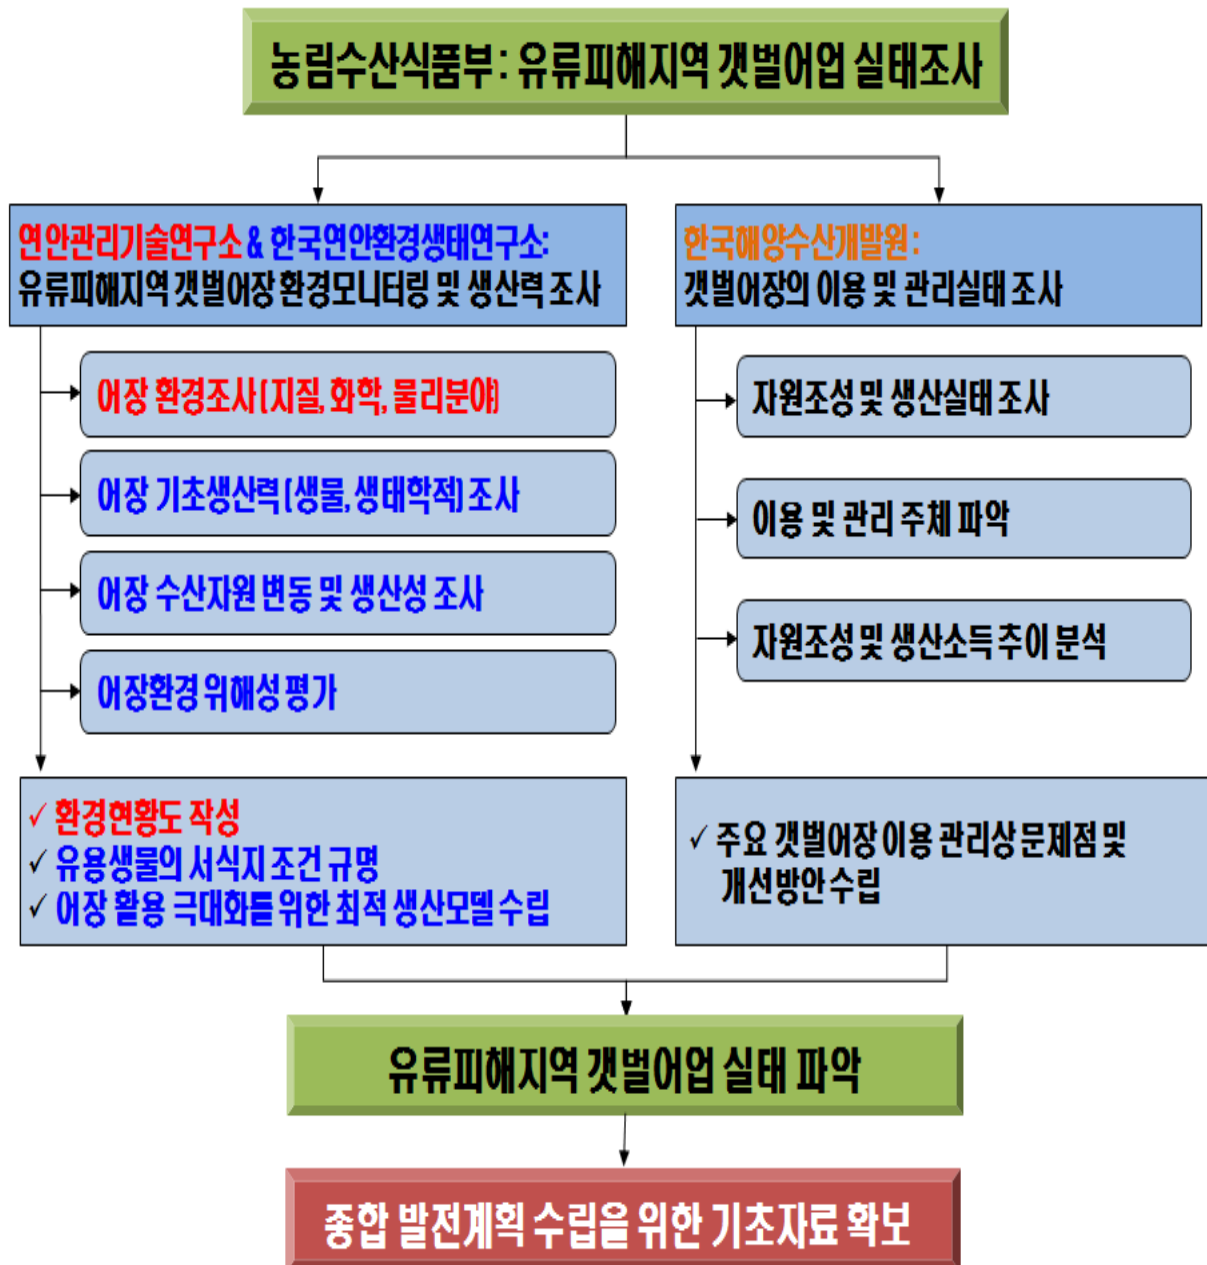 농림수산식품부 : 유류피해지역 갯벌어업 실태조사
연안관리기술연구소 & 한국연안환경생태연구소:
유류피해지역 갯벌어장 환경모니터링 및 생산력 조사
어장 환경조사 (지질, 화학, 물리분야)
어장 기초생산력 (생물, 생태학적) 조사
어장 수산자원 변동 및 생산성 조사
어장환경 위해성 평가
✓ 환경현황도 작성
✓ 유용생물의 서식지 조건 규명
✓ 어장 활용 극대화를 위한 최적 생산모델 수립
한국해양수산개발원 :
갯벌어장의 이용 및 관리실태 조사
자원조성 및 생산실태 조사
이용 및 관리 주체 파악
자원조성 및 생산소득 추이 분석
✓ 주요 갯벌어장 이용 관리상 문제점 및
개선방안 수립
유류피해지역 갯벌어업 실태 파악
종합 발전계획 수립을 위한 기초자료 확보